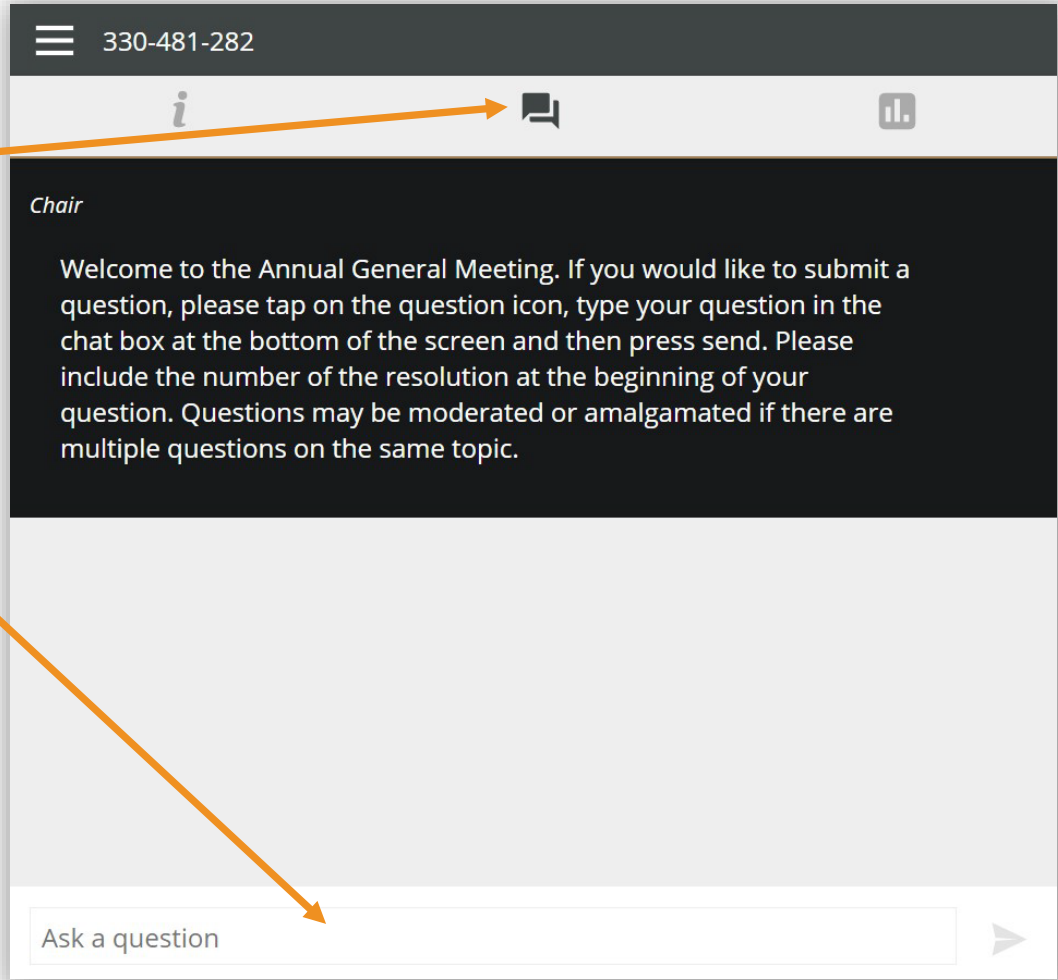 330-481-282
Chair
Welcome to the Annual General Meeting. If you would like to submit a
question, please tap on the question icon, type your question in the
chat box at the bottom of the screen and then press send. Please
include the number of the resolution at the beginning of your
question. Questions may be moderated or amalgamated if there are
multiple questions on the same topic.
Ask a question